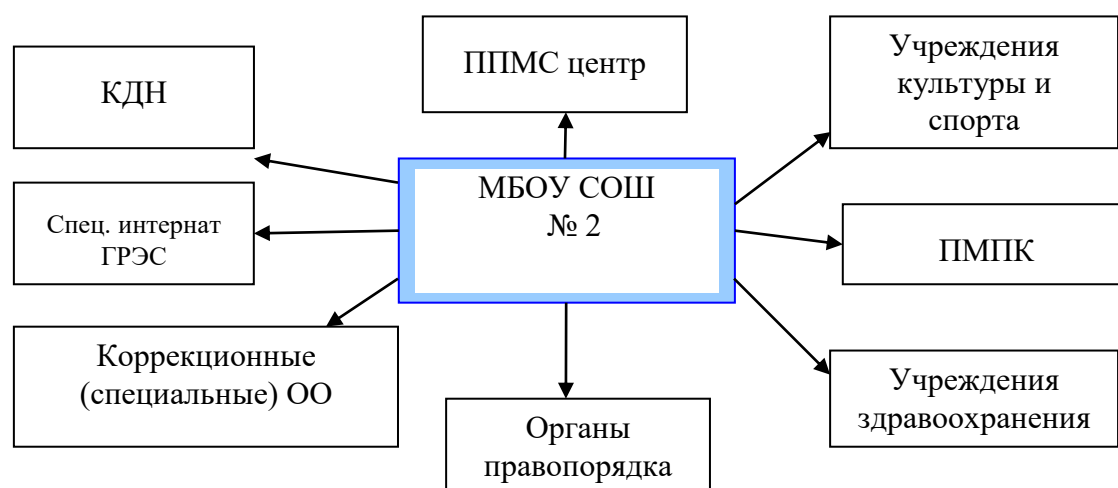 КДН
ППМС центр
Учреждения
культуры и
спорта
МБОУ СОШ
№ 2
Спец. интернат
ГРЭС
ПМПК
Коррекционные
(специальные) ОО
Органы
правопорядка
Учреждения
здравоохранения